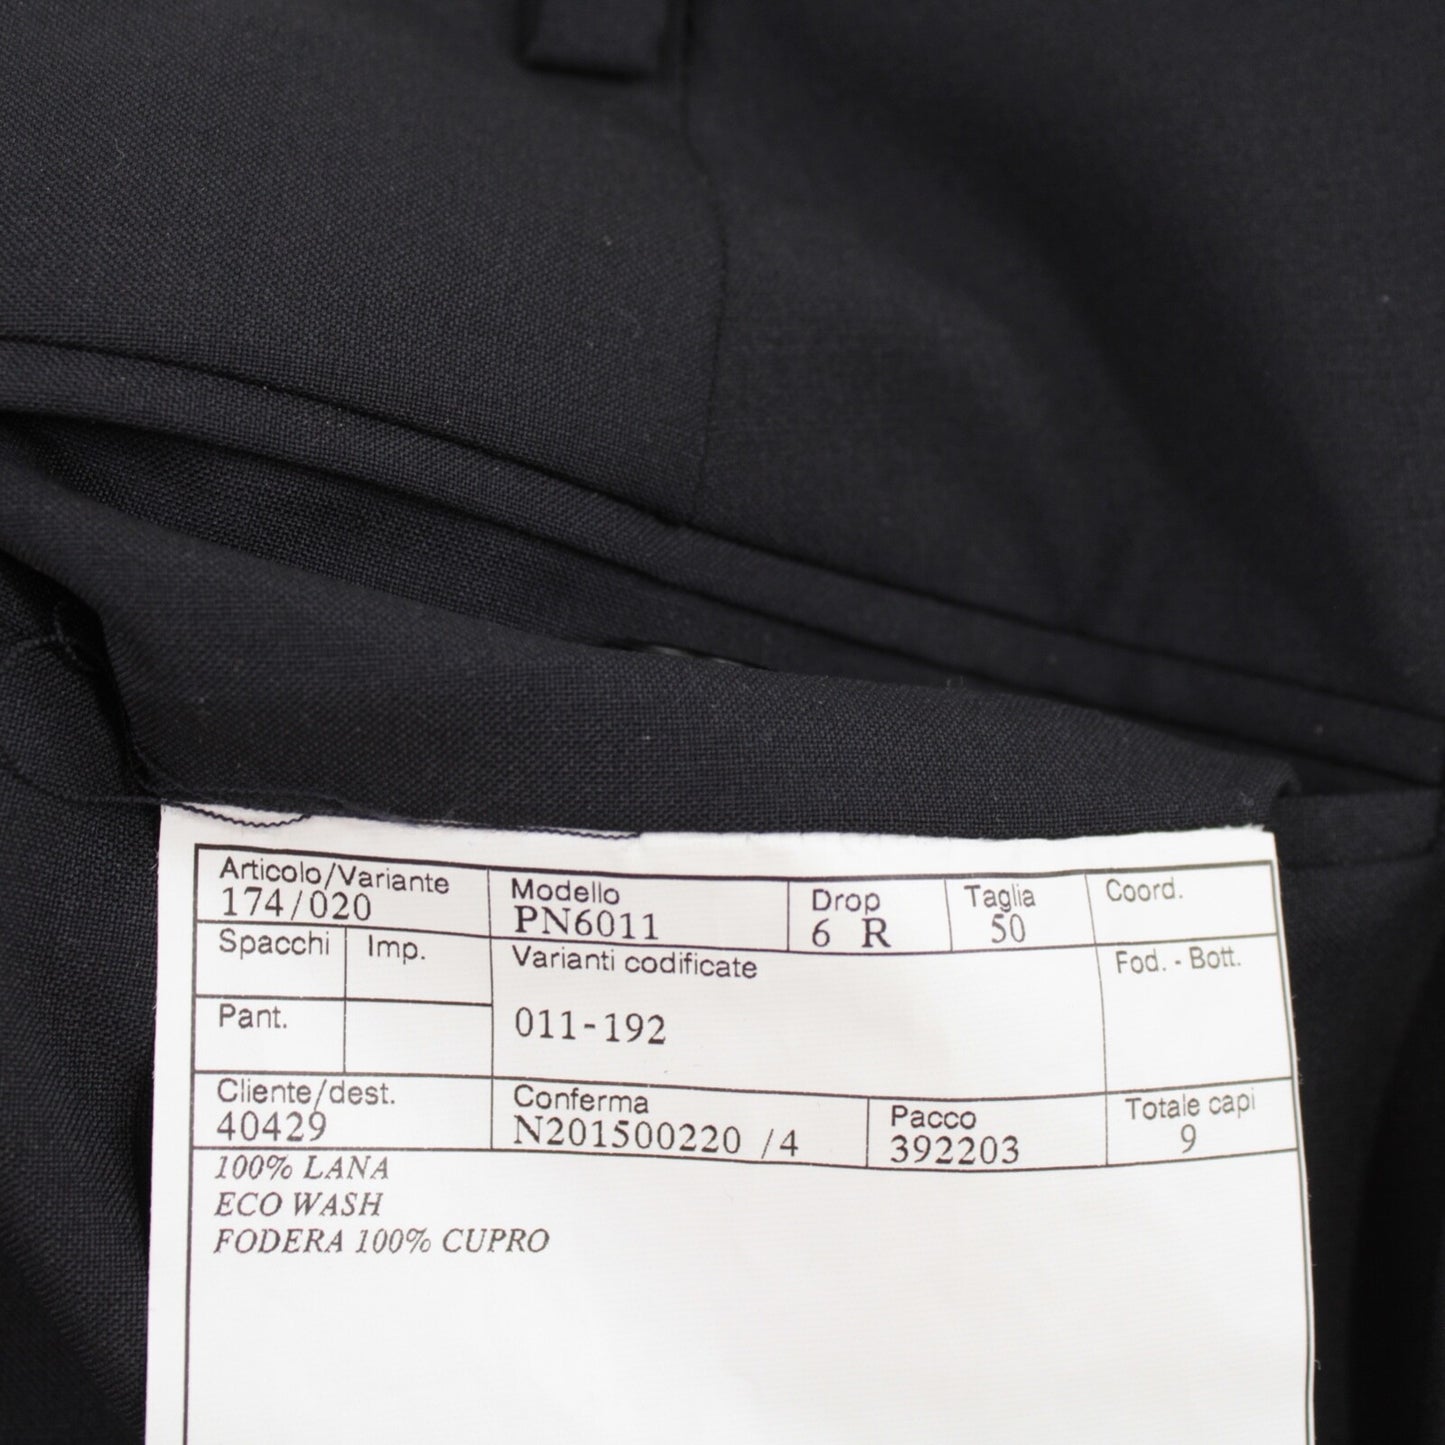 Articolo/Variante Modello Drop Taglia Coord.
174/020 PN6011 6 R 50
Spacchi Imp. Varianti codificate Fod. - Bott.
Pant. 011-192
Cliente/dest. Conferma Pacco Totale capi
40429 N201500220 /4 392203 9
100% LANA
ECO WASH
FODERA 100% CUPRO